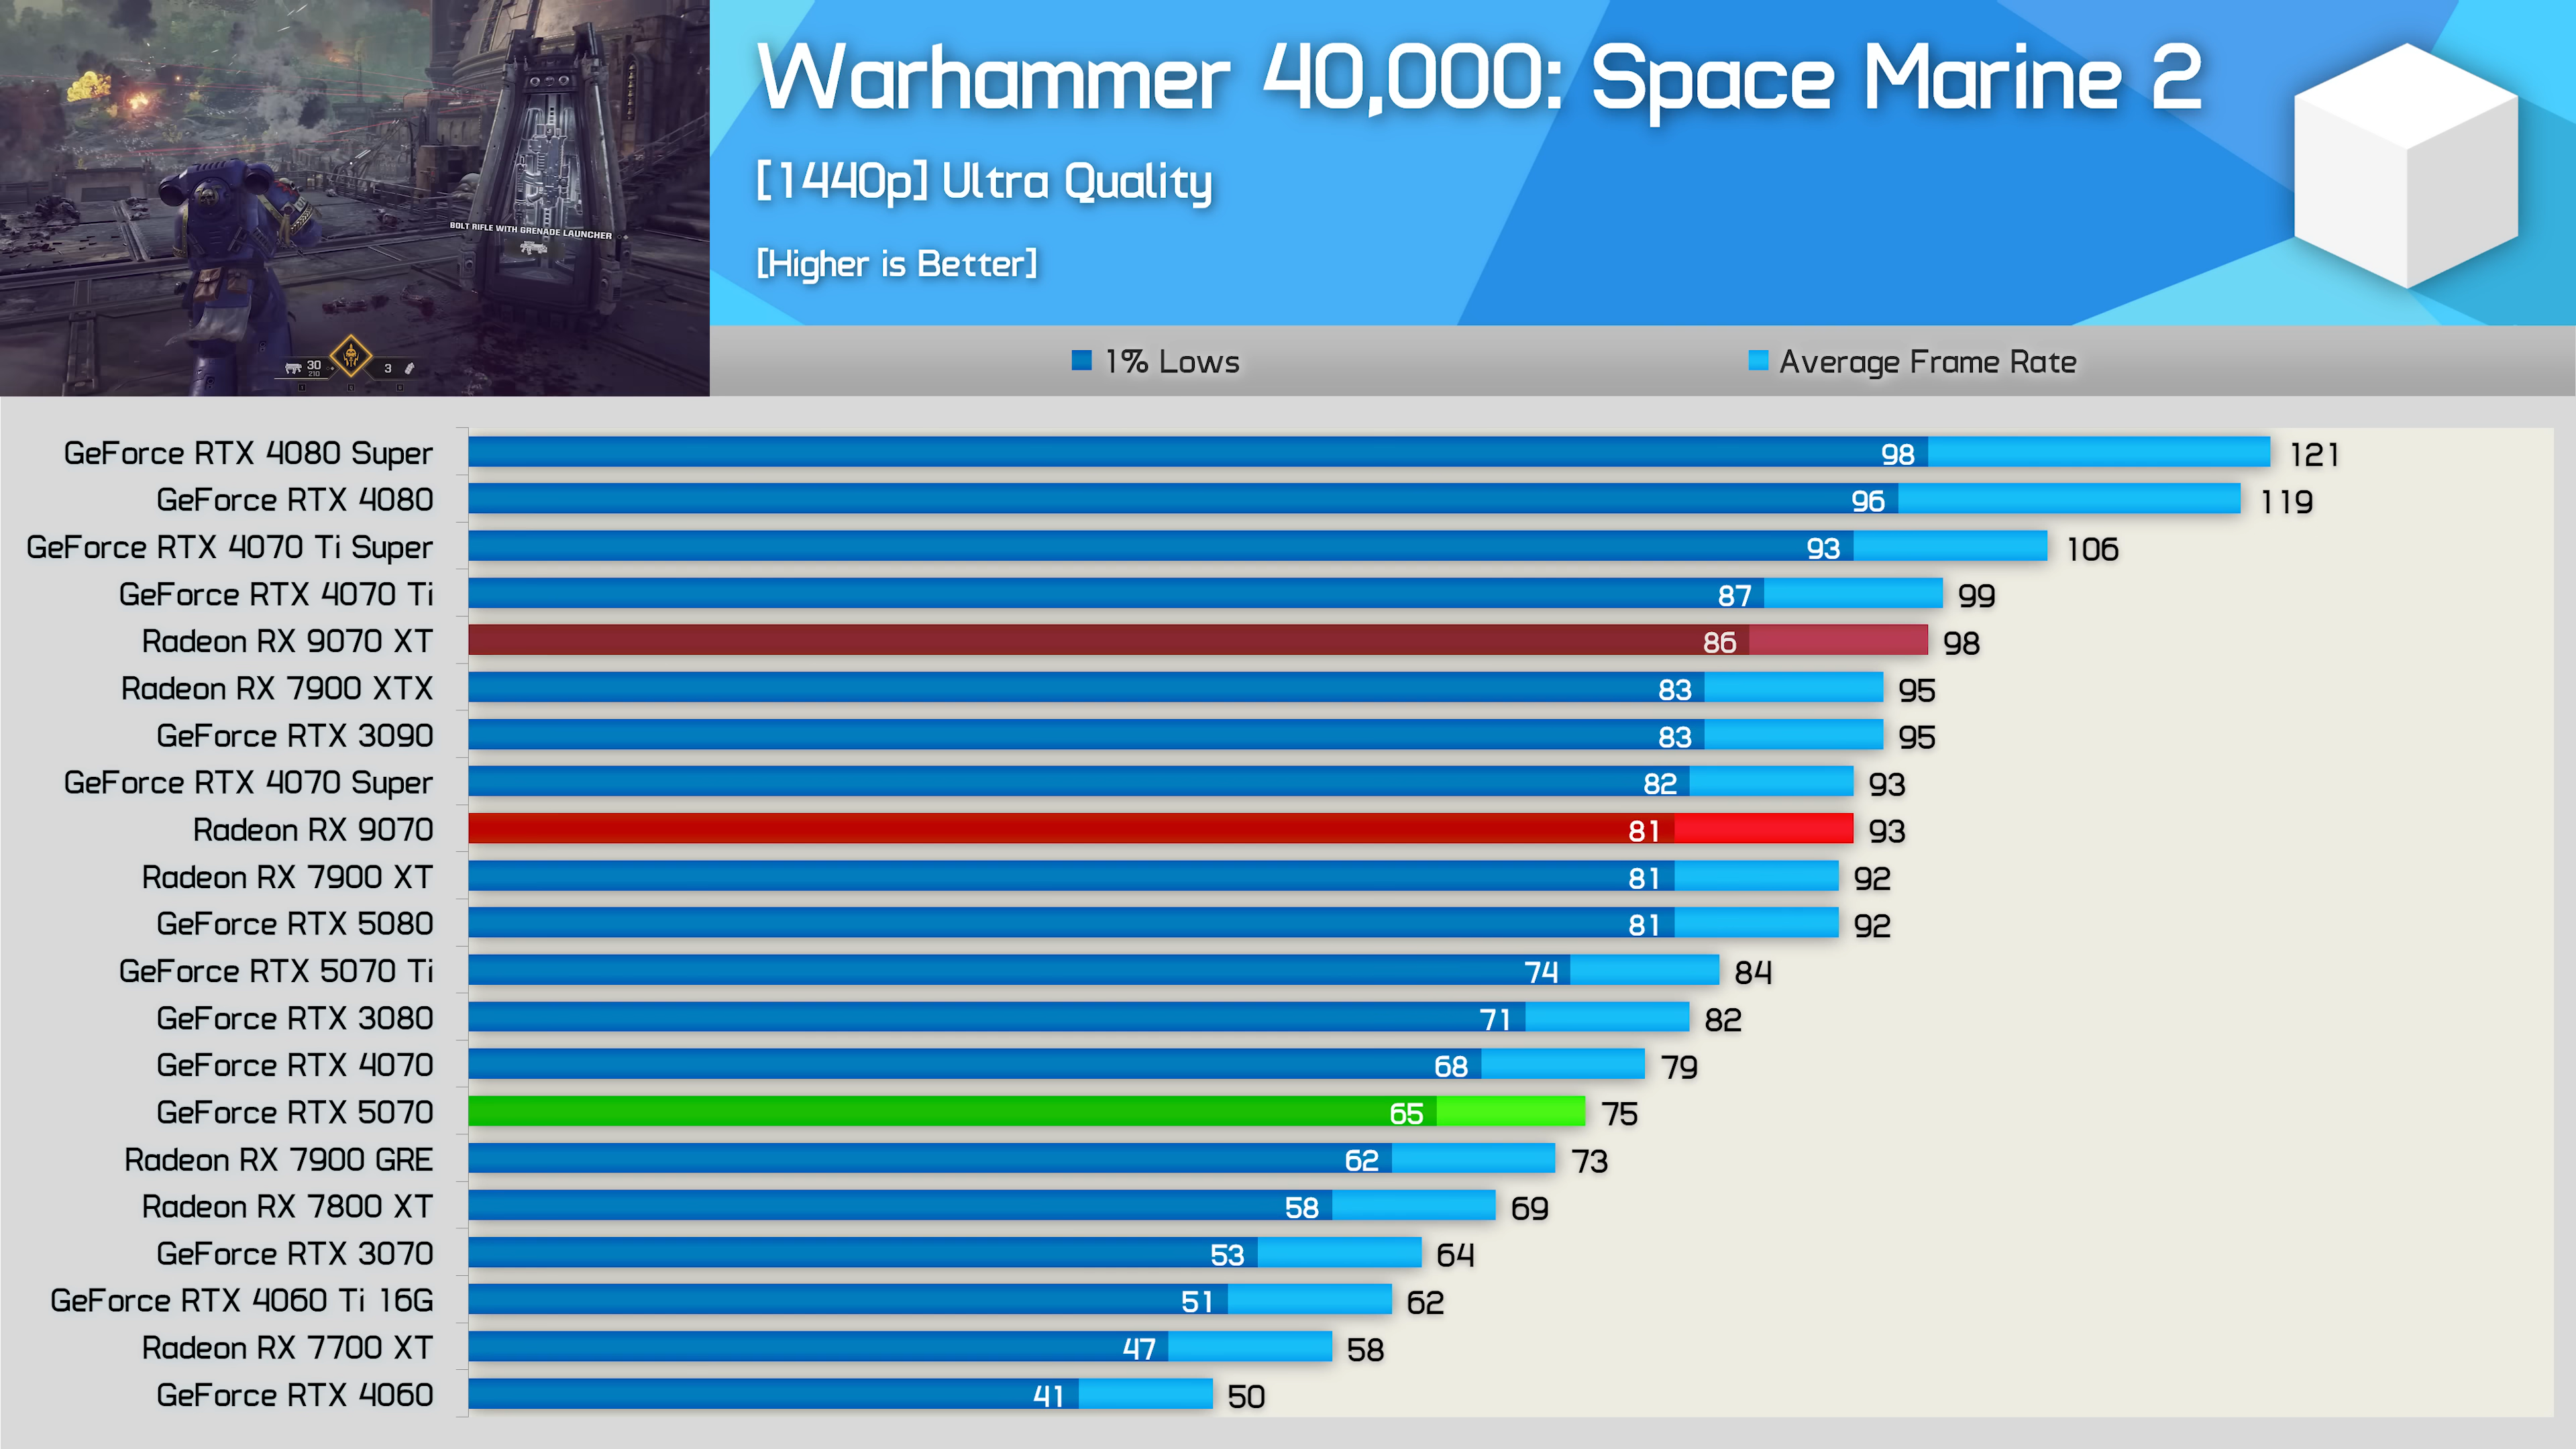 Warhammer 40,000: Space Marine 2
[1440p] Ultra Quality
[Higher is Better]
BOLT RIFLE WITH GRENADE LAUNCHER
30
210
3
1% Lows
Average Frame Rate
GeForce RTX 4080 Super 98 121
GeForce RTX 4080 96 119
GeForce RTX 4070 Ti Super 93 106
GeForce RTX 4070 Ti 87 99
Radeon RX 9070 XT 86 98
Radeon RX 7900 XTX 83 95
GeForce RTX 3090 83 95
GeForce RTX 4070 Super 82 93
Radeon RX 9070 81 93
Radeon RX 7900 XT 81 92
GeForce RTX 5080 81 92
GeForce RTX 5070 Ti 74 84
GeForce RTX 3080 71 82
GeForce RTX 4070 68 79
GeForce RTX 5070 65 75
Radeon RX 7900 GRE 62 73
Radeon RX 7800 XT 58 69
GeForce RTX 3070 53 64
GeForce RTX 4060 Ti 16G 51 62
Radeon RX 7700 XT 47 58
GeForce RTX 4060 41 50